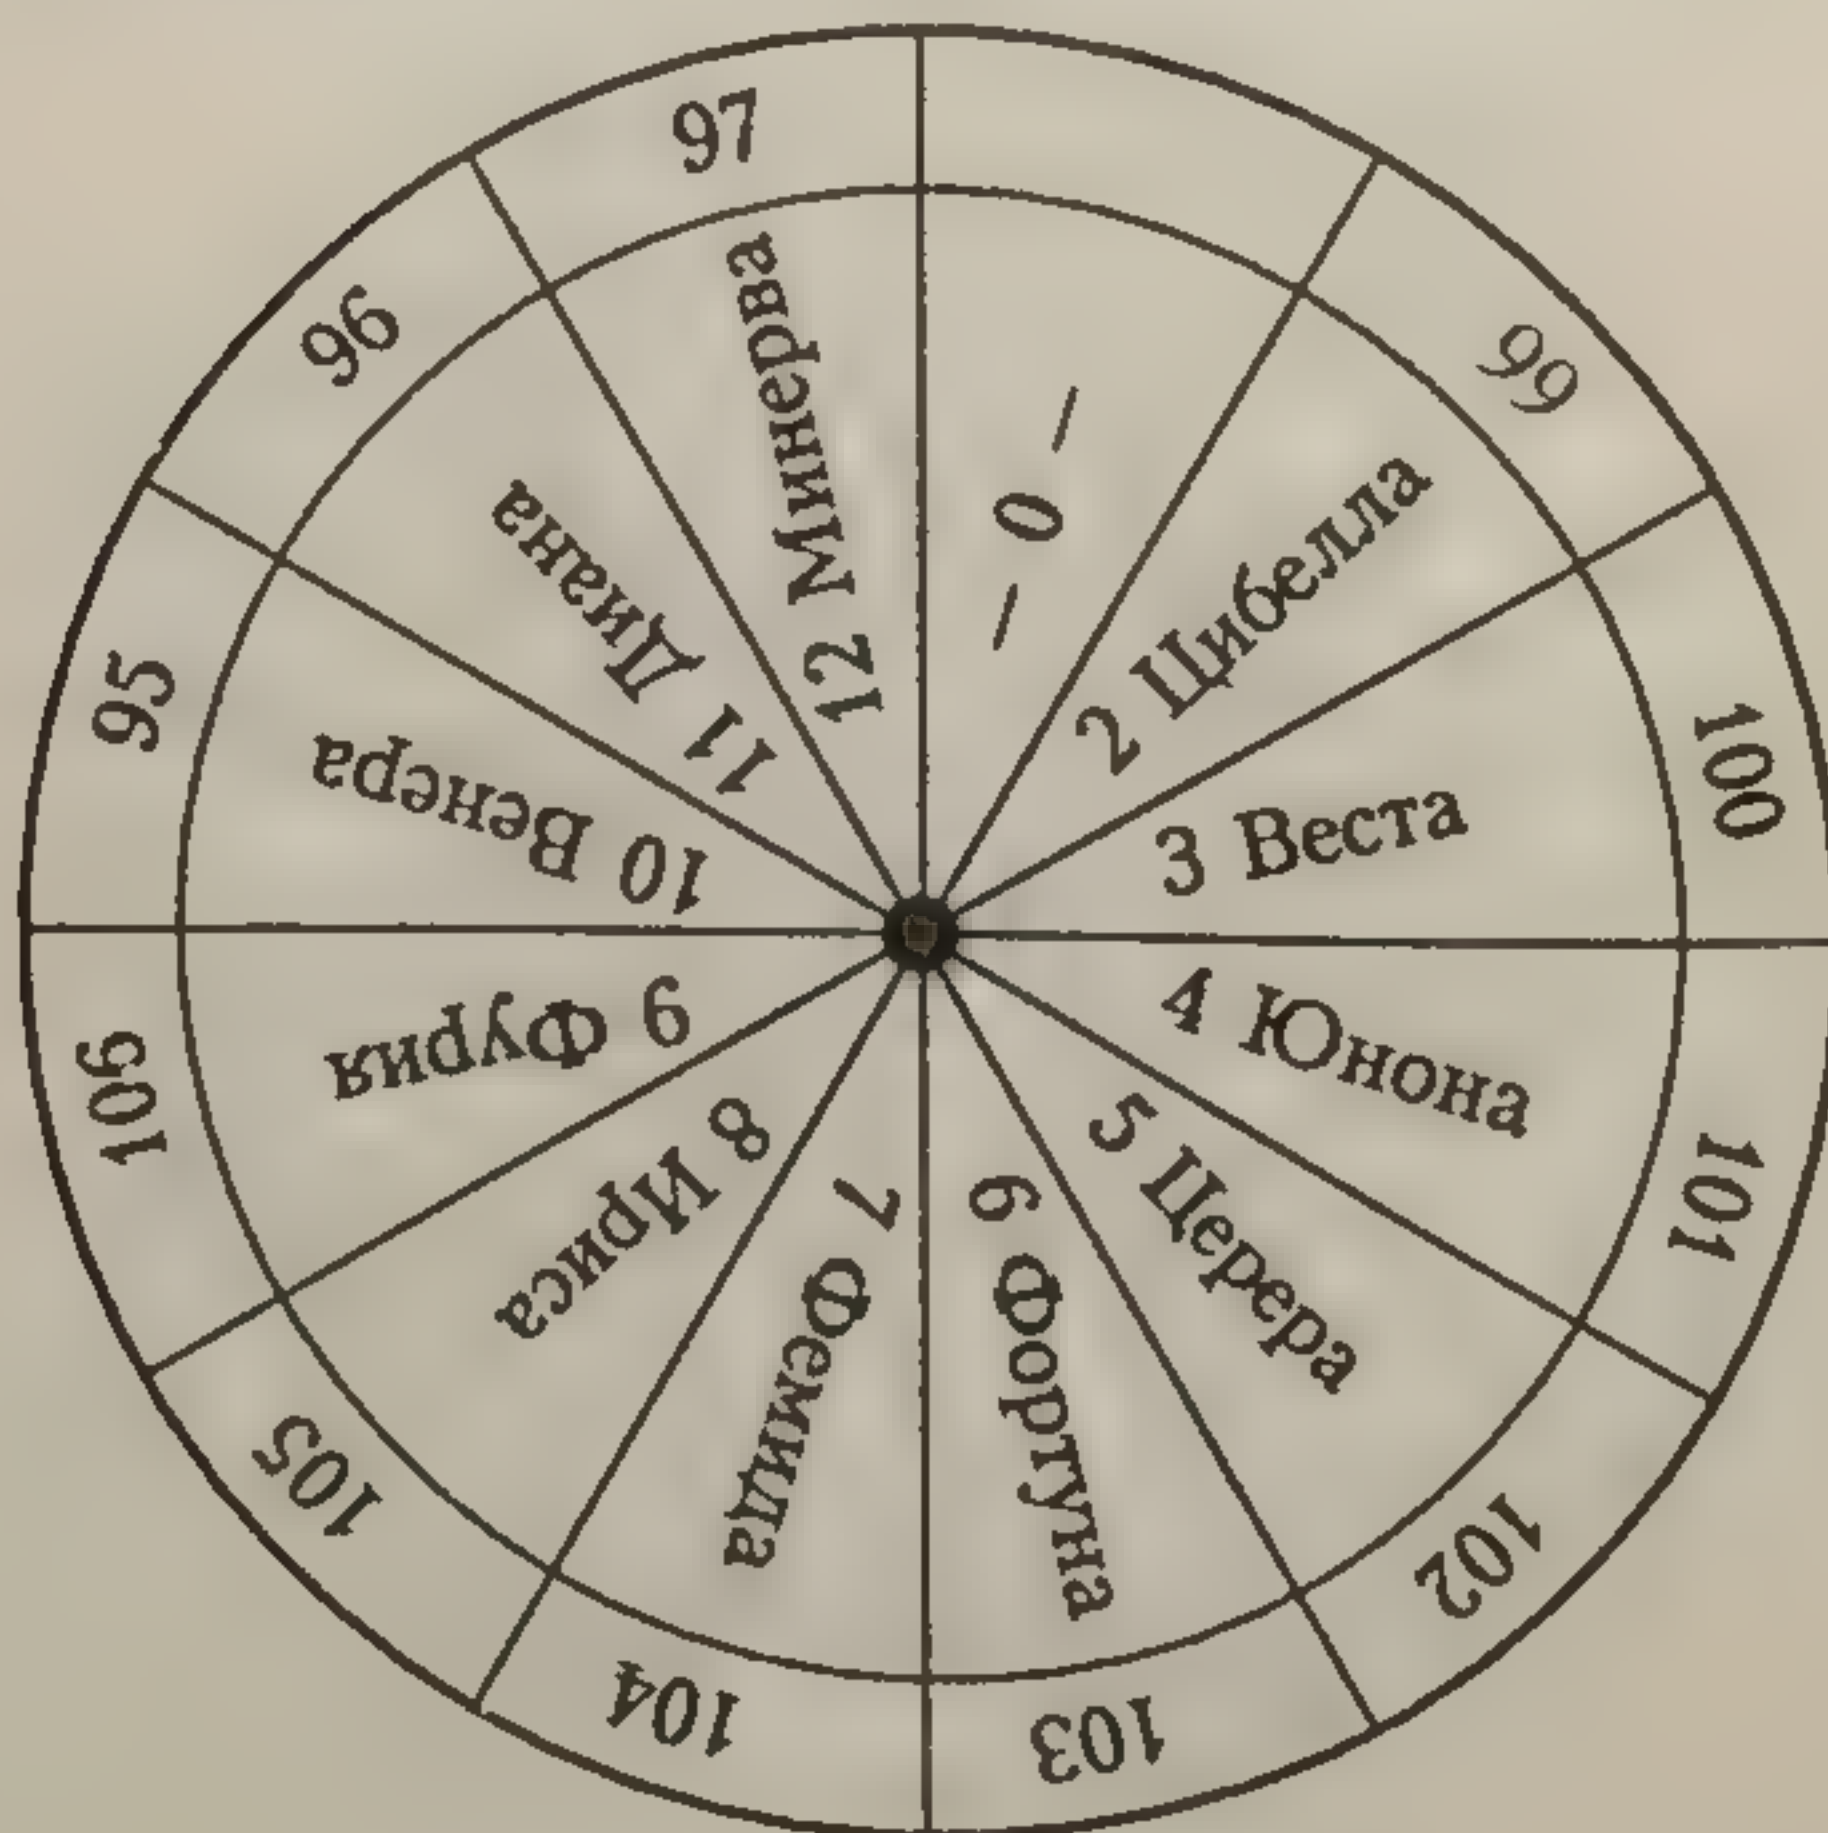 97
— 0 —
99
2 Цибелла
100
3 Веста
101
4 Юнона
102
5 Церера
103
6 Фортуна
104
7 Фемида
105
8 Ириса
106
9 Фурия
95
10 Венера
96
11 Диана
12 Минерва